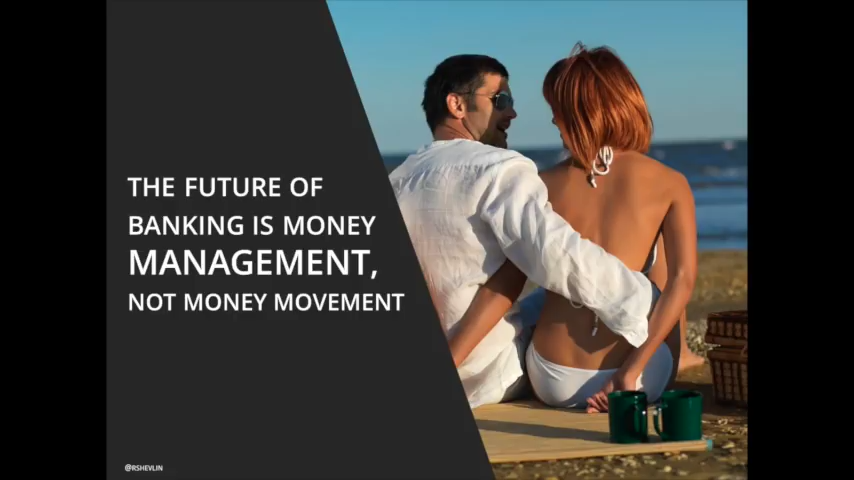 THE FUTURE OF
BANKING IS MONEY
MANAGEMENT,
NOT MONEY MOVEMENT
@RSHEVLIN